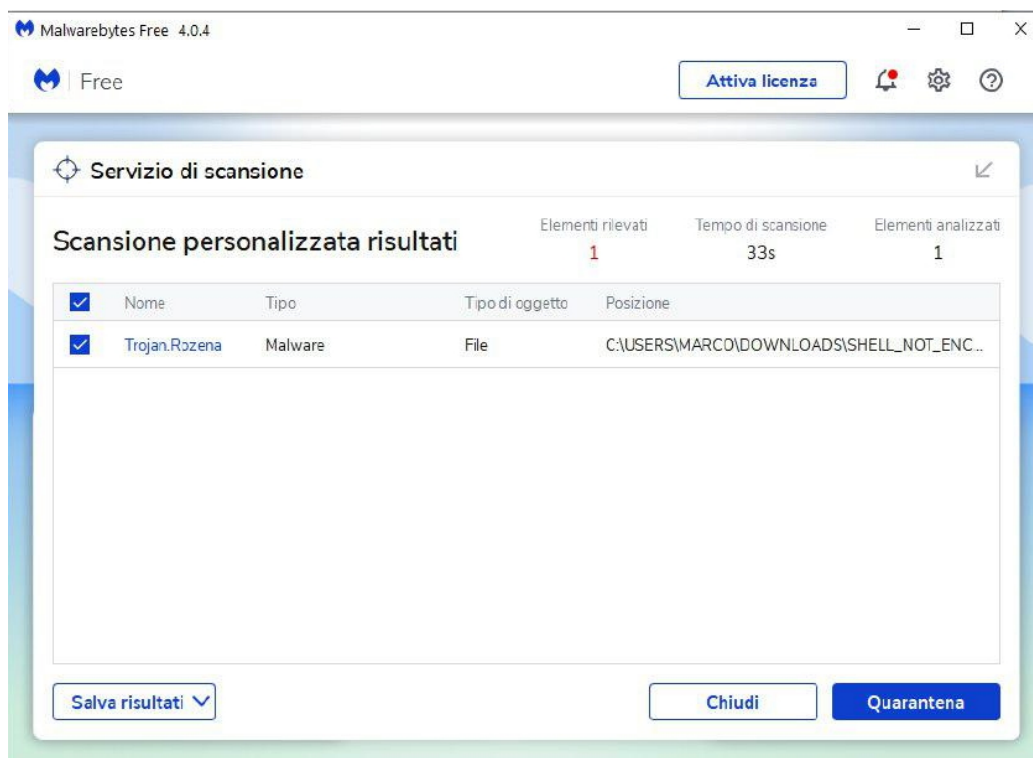 Malwarebytes Free 4.0.4
Free
Attiva licenza
Servizio di scansione
Scansione personalizzata risultati
Elementi rilevati Tempo di scansione Elementi analizzati
1 33s 1
Nome Tipo Tipo di oggetto Posizione
Trojan.Rozena Malware File C:\USERS\MARCO\DOWNLOADS\SHELL_NOT_ENC...
Salva risultati Chiudi Quarantena